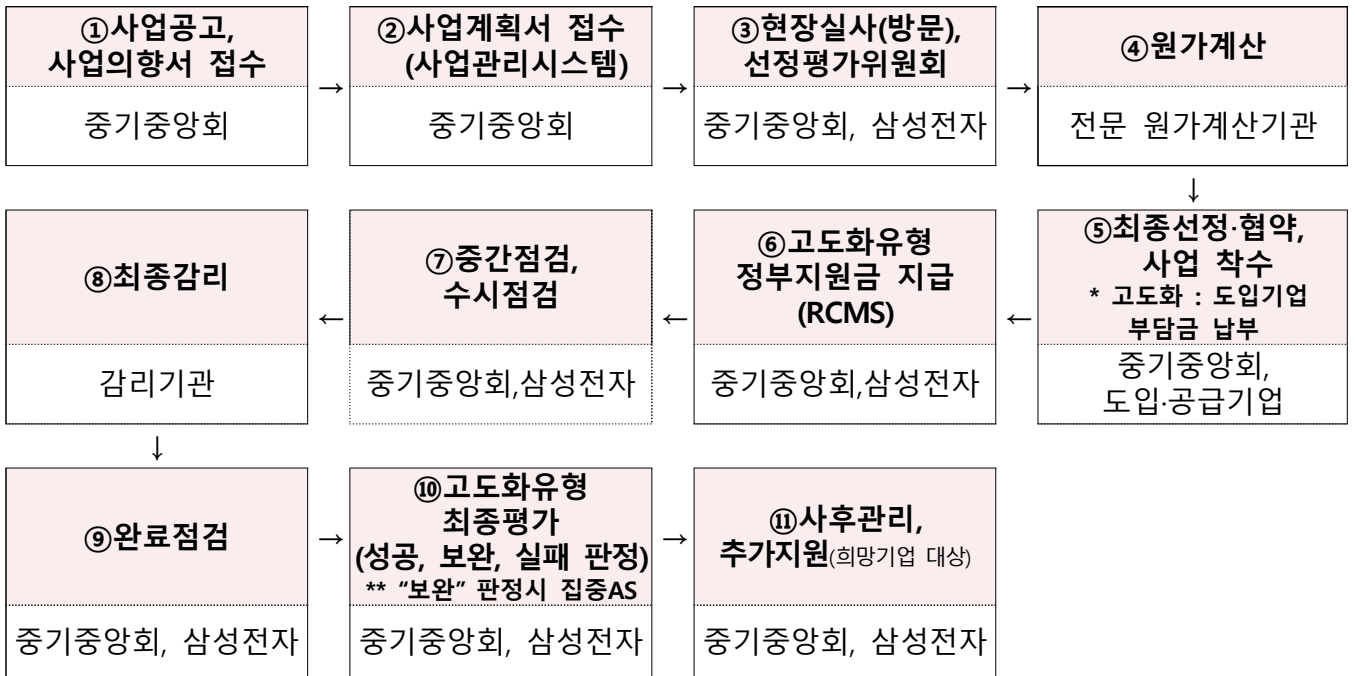 ①사업공고,
사업의향서 접수
중기중앙회
→
②사업계획서 접수
(사업관리시스템)
중기중앙회
→
③현장실사(방문),
선정평가위원회
중기중앙회, 삼성전자
→
④원가계산
전문 원가계산기관
↓
⑤최종선정·협약,
사업 착수
* 고도화 : 도입기업
부담금 납부
중기중앙회,
도입·공급기업
←
⑥고도화유형
정부지원금 지급
(RCMS)
중기중앙회,삼성전자
←
⑦중간점검,
수시점검
중기중앙회,삼성전자
←
⑧최종감리
감리기관
↓
⑨완료점검
중기중앙회, 삼성전자
→
⑩고도화유형
최종평가
(성공, 보완, 실패 판정)
** “보완” 판정시 집중AS
중기중앙회, 삼성전자
→
⑪사후관리,
추가지원(희망기업 대상)
중기중앙회, 삼성전자